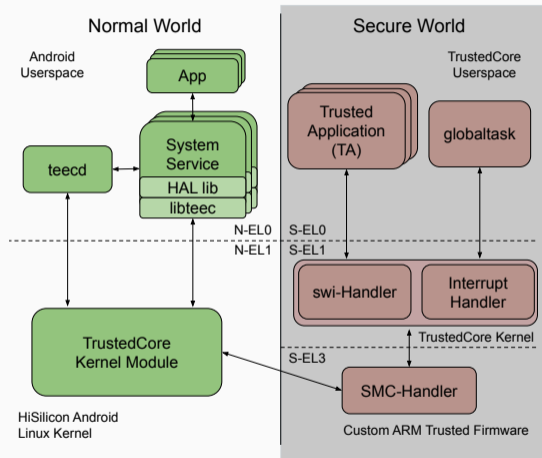 Normal World
Secure World
Android
Userspace
TrustedCore
Userspace
App
System
Service
HAL lib
libteec
teecd
Trusted
Application
(TA)
globaltask
N-EL0
S-EL0
N-EL1
S-EL1
swi-Handler
Interrupt
Handler
TrustedCore Kernel
TrustedCore
Kernel Module
S-EL3
SMC-Handler
HiSilicon Android
Linux Kernel
Custom ARM Trusted Firmware